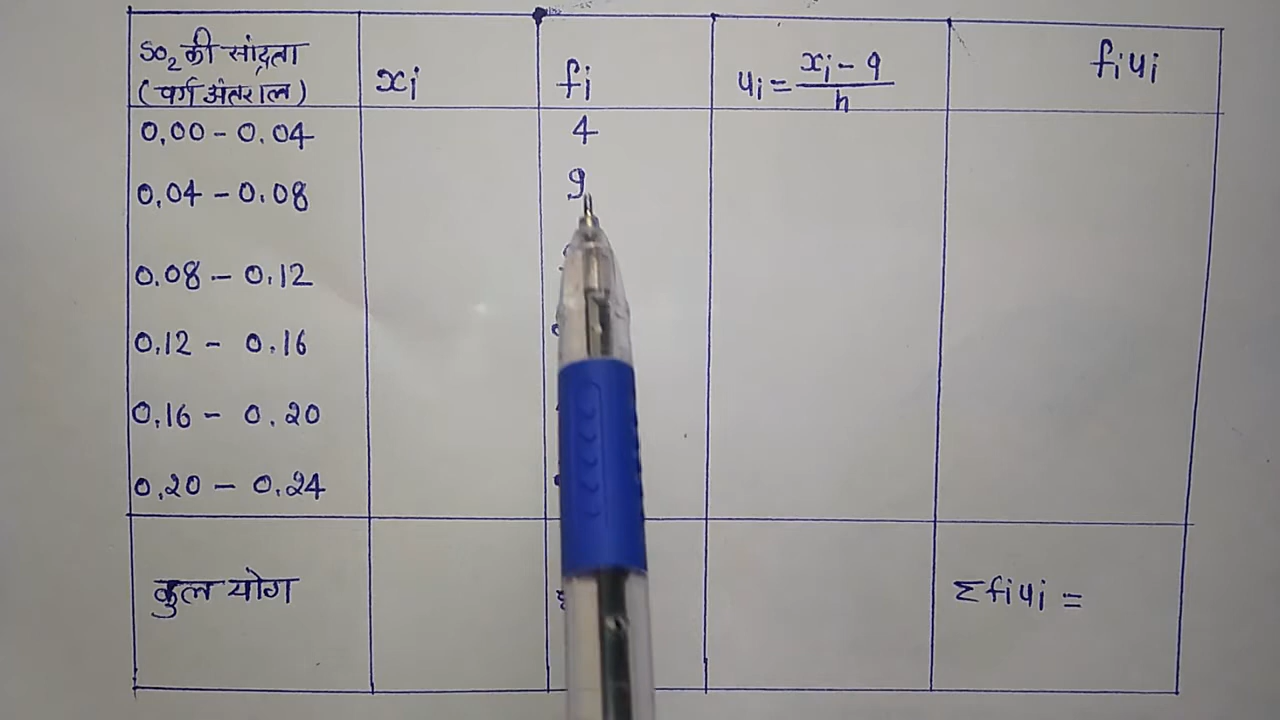 SO₂ की सांद्रता
(वर्ग अंतराल)
xᵢ
fᵢ
uᵢ = (xᵢ - a)/h
fᵢuᵢ
0.00 - 0.04
4
0.04 - 0.08
9
0.08 - 0.12
0.12 - 0.16
0.16 - 0.20
0.20 - 0.24
कुल योग
Σfᵢuᵢ =